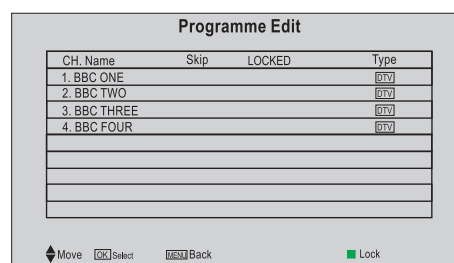 Programme Edit
CH. Name Skip LOCKED Type
1. BBC ONE DTV
2. BBC TWO DTV
3. BBC THREE DTV
4. BBC FOUR DTV
Move OK Select MENU Back Lock